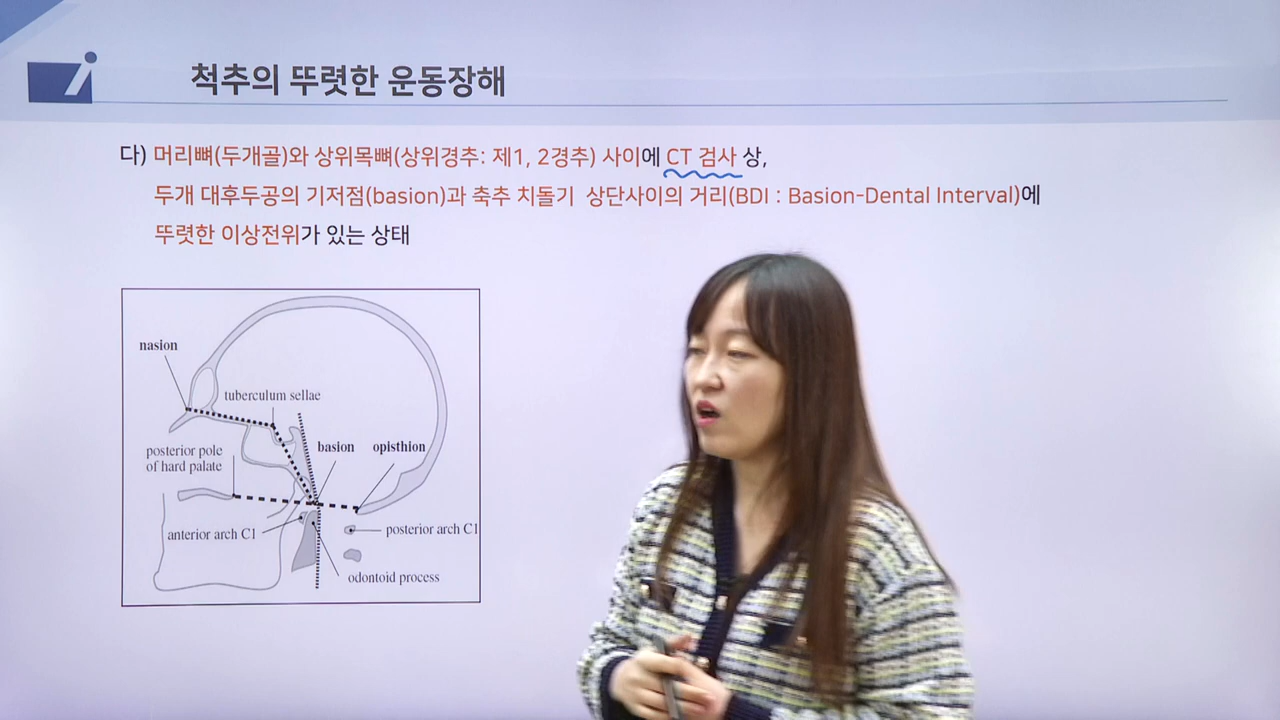 척추의 뚜렷한 운동장해
다) 머리뼈(두개골)와 상위목뼈(상위경추: 제1, 2경추) 사이에 CT 검사 상,
두개 대후두공의 기저점(basion)과 축추 치돌기 상단사이의 거리(BDI : Basion-Dental Interval)에
뚜렷한 이상전위가 있는 상태
nasion
tuberculum sellae
basion
opisthion
posterior pole
of hard palate
anterior arch C1
posterior arch C1
odontoid process